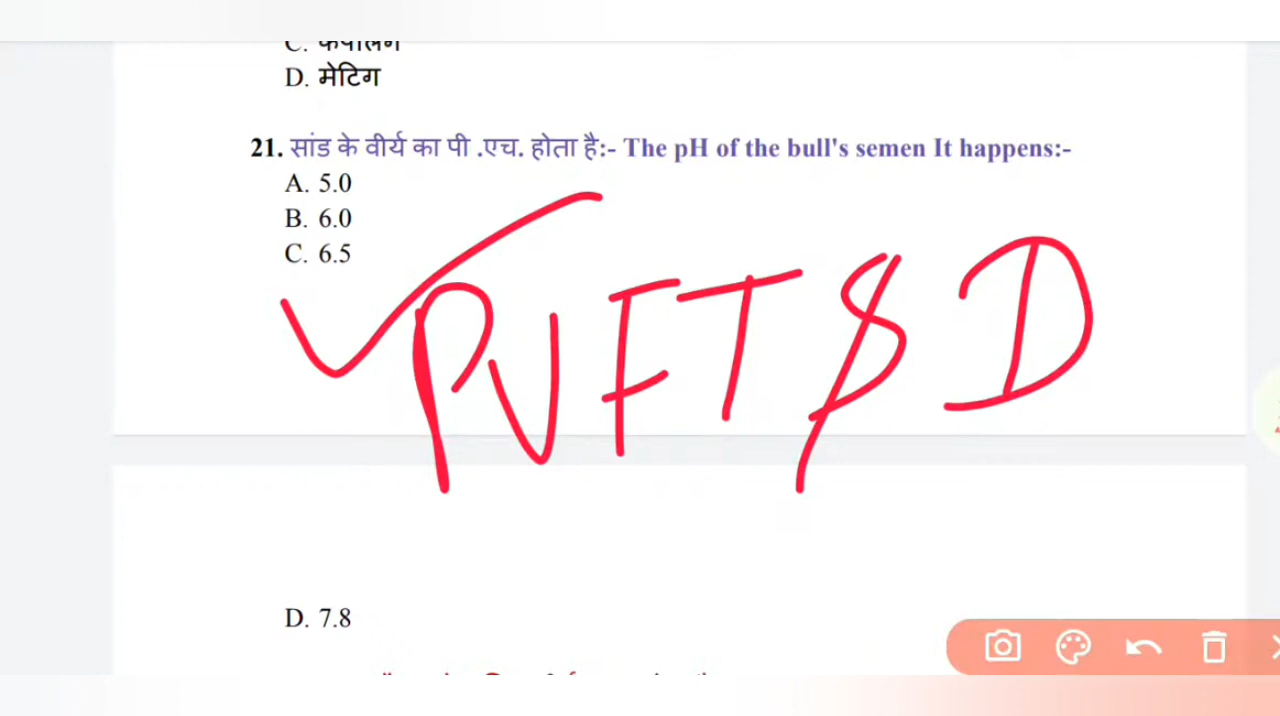 D. मेटिग
21. सांड के वीर्य का पी .एच. होता है:- The pH of the bull's semen It happens:-
A. 5.0
B. 6.0
C. 6.5
PVFT $ D
D. 7.8